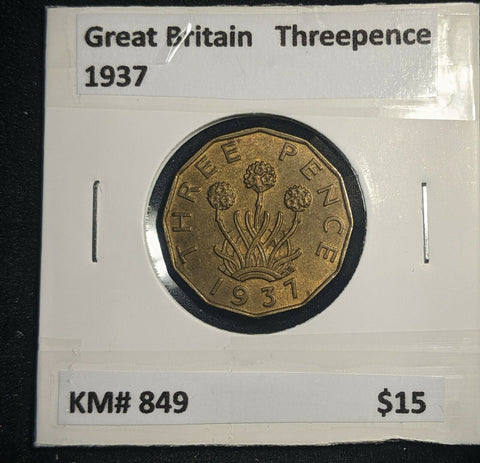 Great Britain Threepence
1937
THREE PENCE
1937
KM# 849 $15